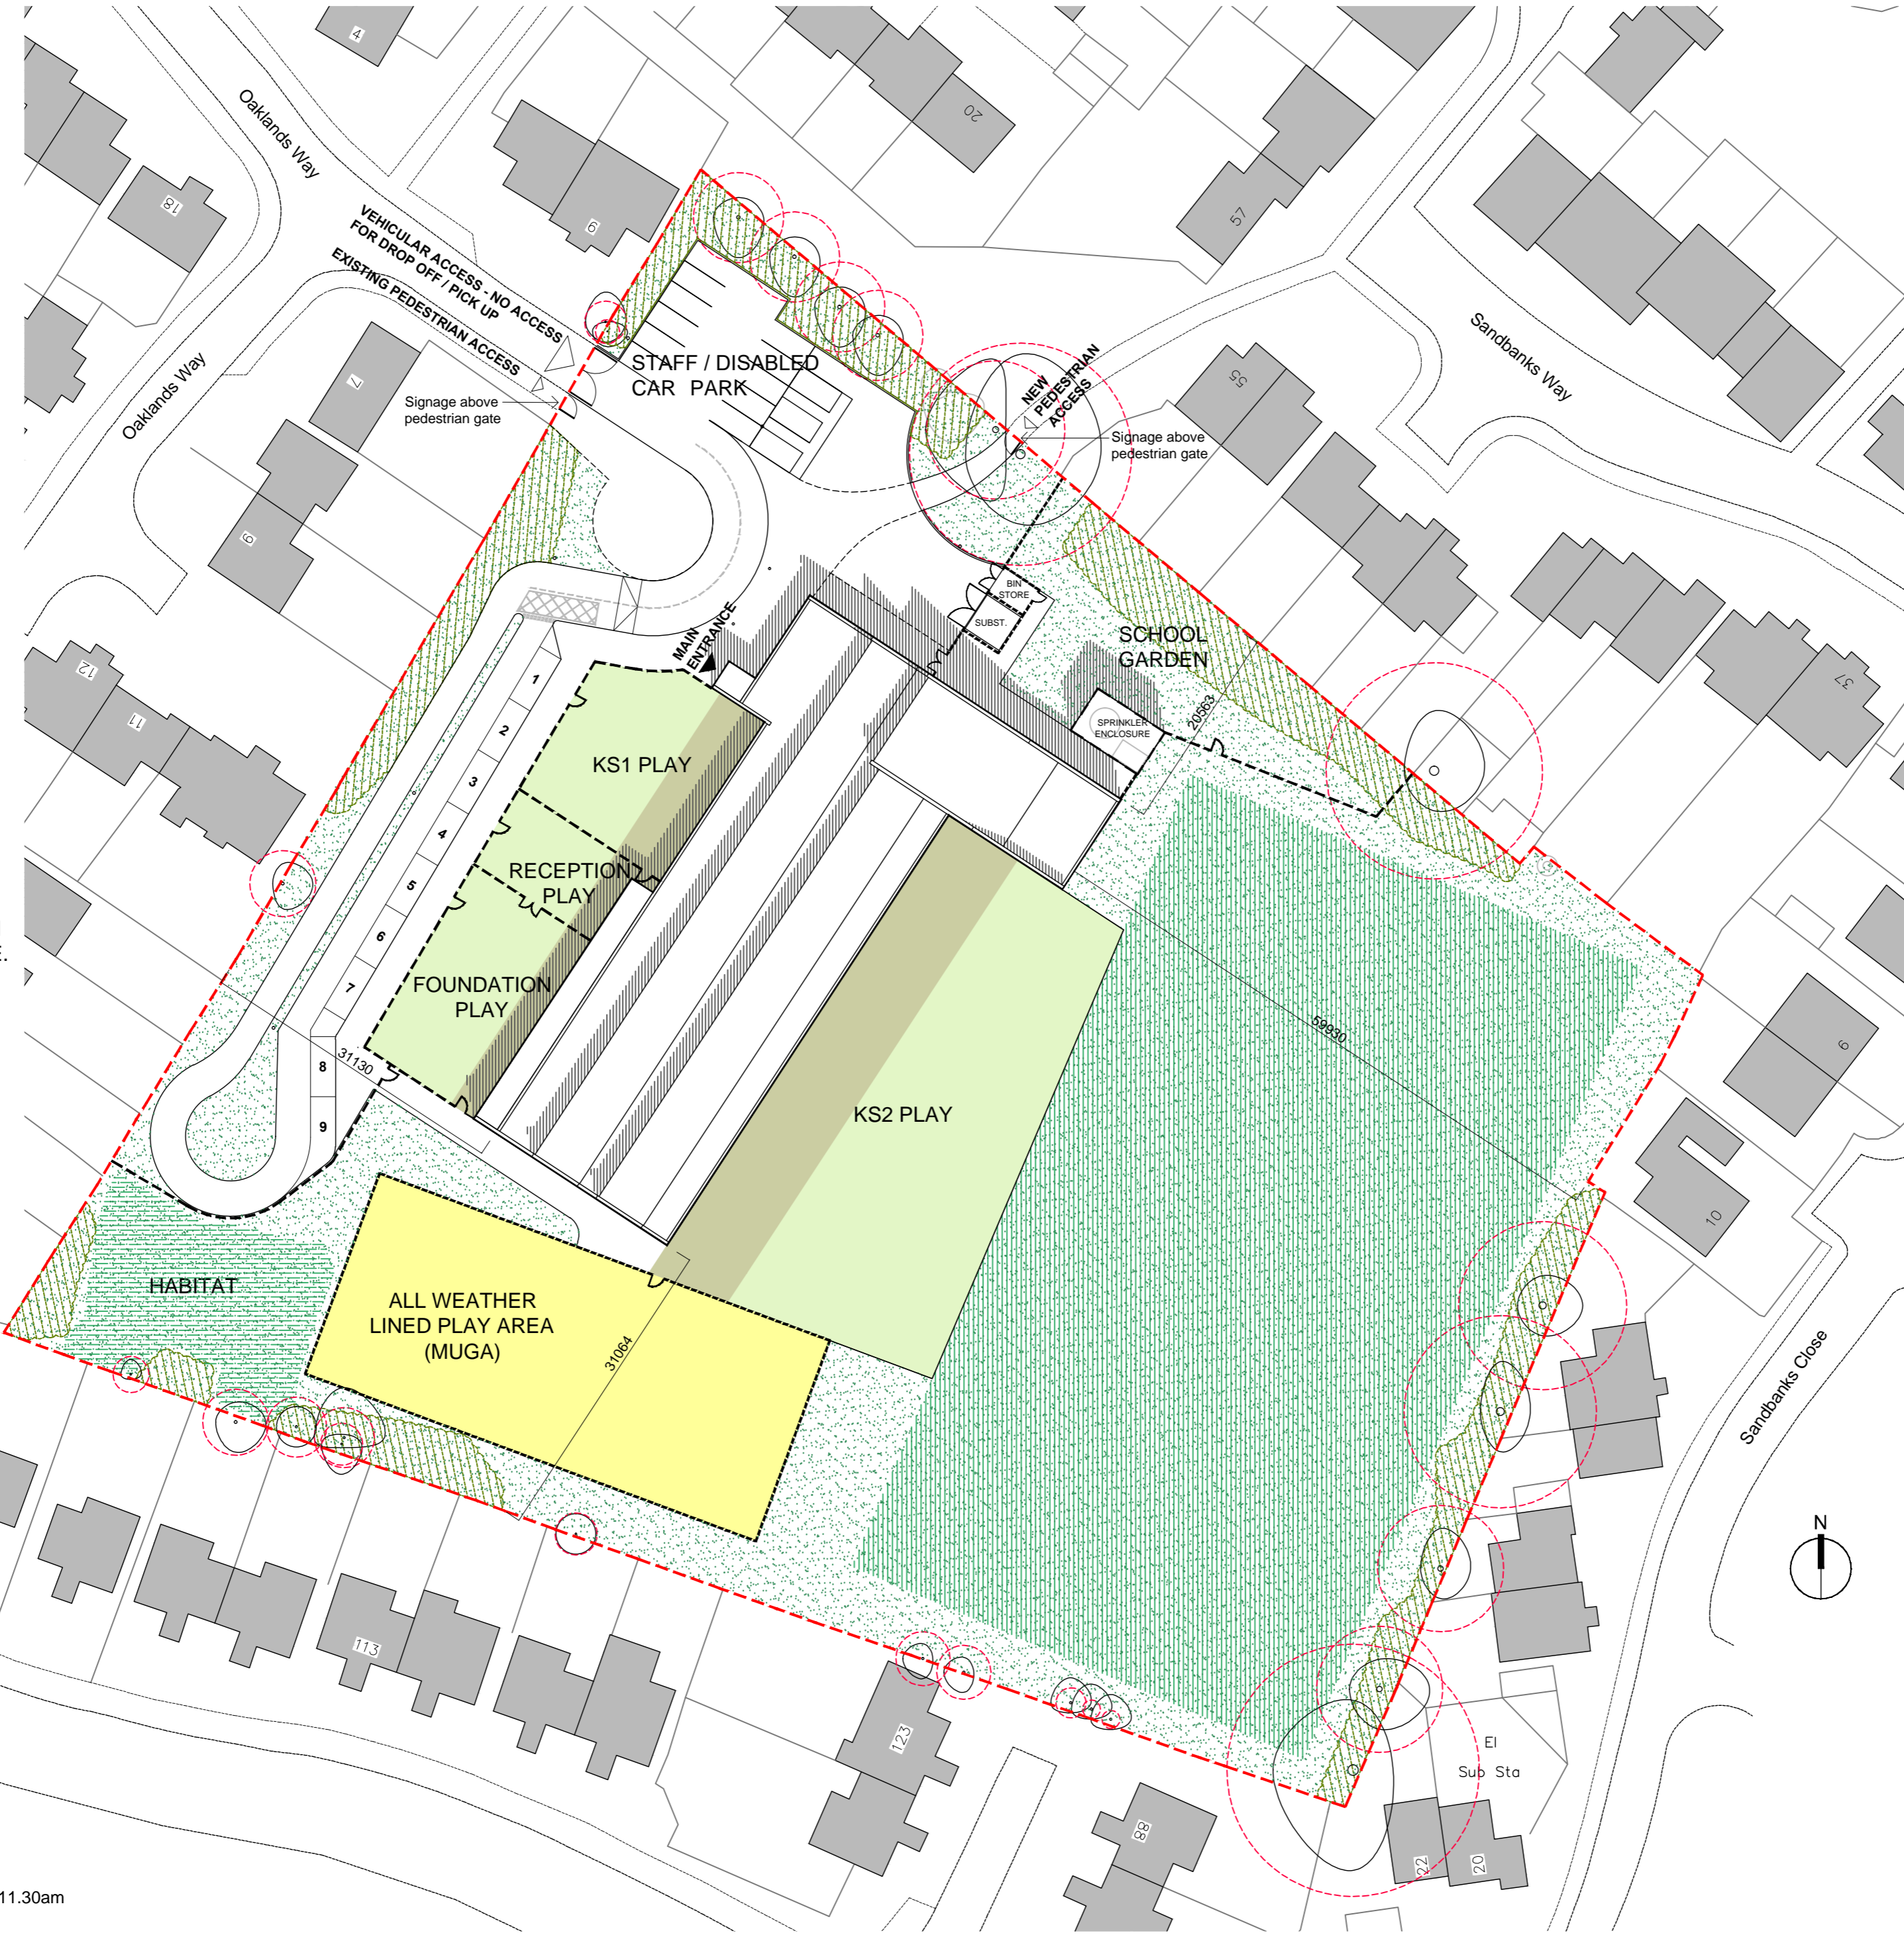 4
20
Oaklands Way
18
9
57
VEHICULAR ACCESS - NO ACCESS
FOR DROP OFF / PICK UP
EXISTING PEDESTRIAN ACCESS
Sandbanks Way
STAFF / DISABLED
CAR PARK
NEW
PEDESTRIAN
ACCESS
7
Oaklands Way
Signage above
pedestrian gate
55
Signage above
pedestrian gate
9
BIN
STORE
SUBST.
MAIN
ENTRANCE
SCHOOL
GARDEN
12
11
37
1
2
3
4
5
6
7
8
9
20563
SPRINKLER
ENCLOSURE
KS1 PLAY
RECEPTION
PLAY
FOUNDATION
PLAY
E.
31130
59930
6
KS2 PLAY
10
HABITAT
ALL WEATHER
LINED PLAY AREA
(MUGA)
31064
Sandbanks Close
N
113
123
El
Sub Sta
88
22
20
11.30am